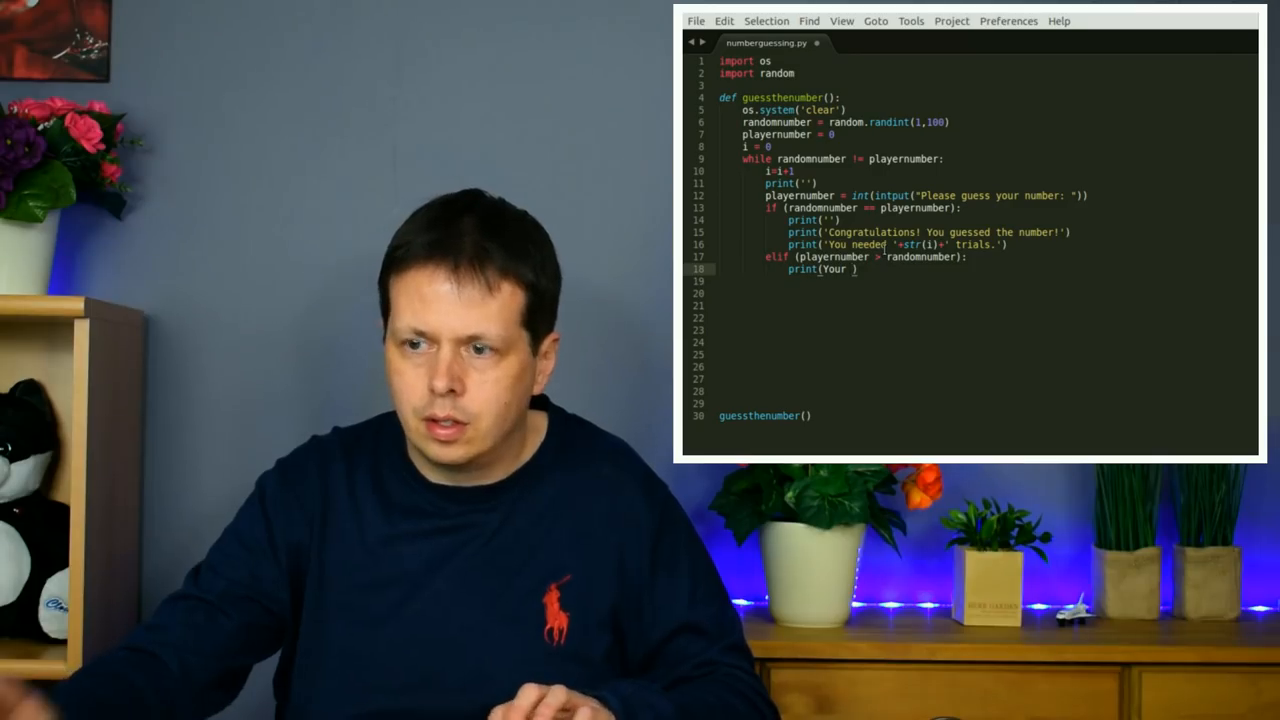 File Edit Selection Find View Goto Tools Project Preferences Help
numberguessing.py
1 import os
2 import random
3
4 def guessthenumber():
5 os.system('clear')
6 randomnumber = random.randint(1,100)
7 playernumber = 0
8 i = 0
9 while randomnumber != playernumber:
10 i=i+1
11 print('')
12 playernumber = int(intput("Please guess your number: "))
13 if (randomnumber == playernumber):
14 print('')
15 print('Congratulations! You guessed the number!')
16 print('You needed '+str(i)+' trials.')
17 elif (playernumber > randomnumber):
18 print(Your )
19
20
21
22
23
24
25
26
27
28
29
30 guessthenumber()
HERB GARDEN